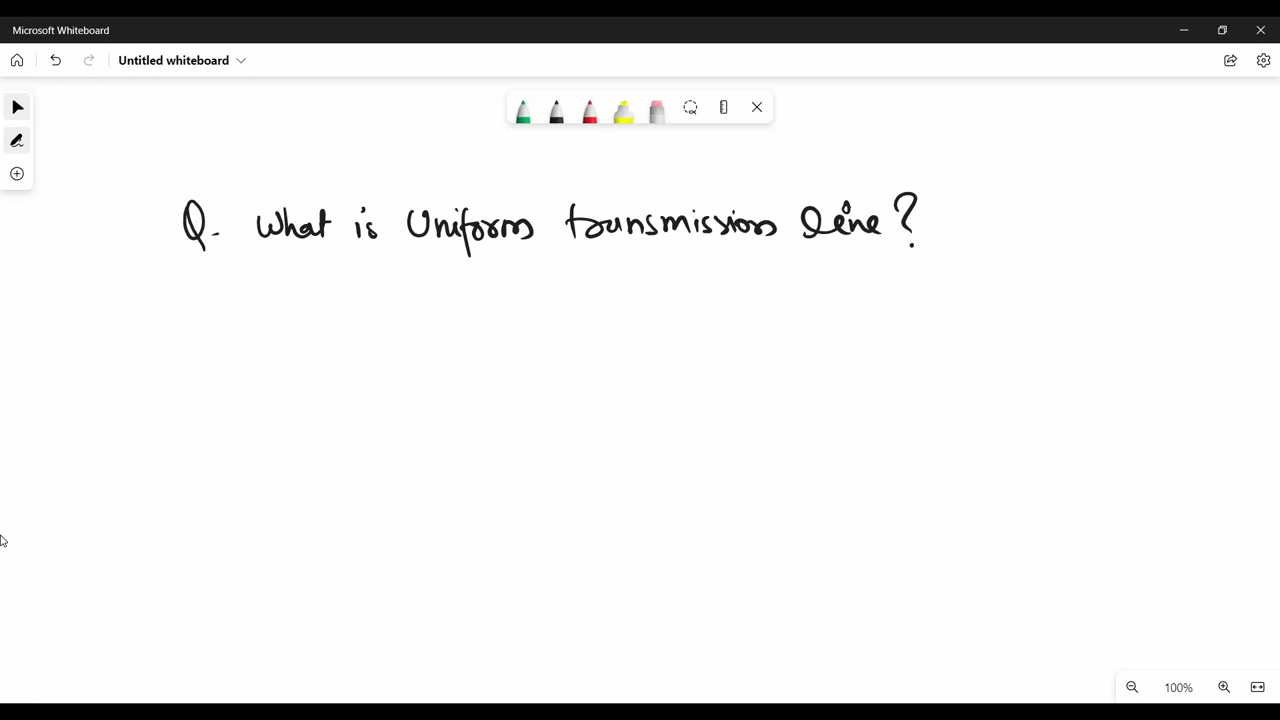 Microsoft Whiteboard
Untitled whiteboard
Q. What is Uniform transmission line?
100%